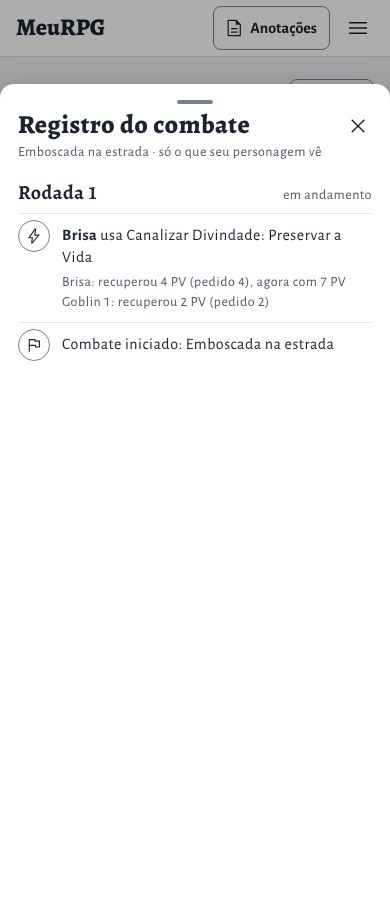 MeuRPG
Anotações
Registro do combate
Emboscada na estrada · só o que seu personagem vê
Rodada 1
em andamento
Brisa usa Canalizar Divindade: Preservar a
Vida
Brisa: recuperou 4 PV (pedido 4), agora com 7 PV
Goblin 1: recuperou 2 PV (pedido 2)
Combate iniciado: Emboscada na estrada